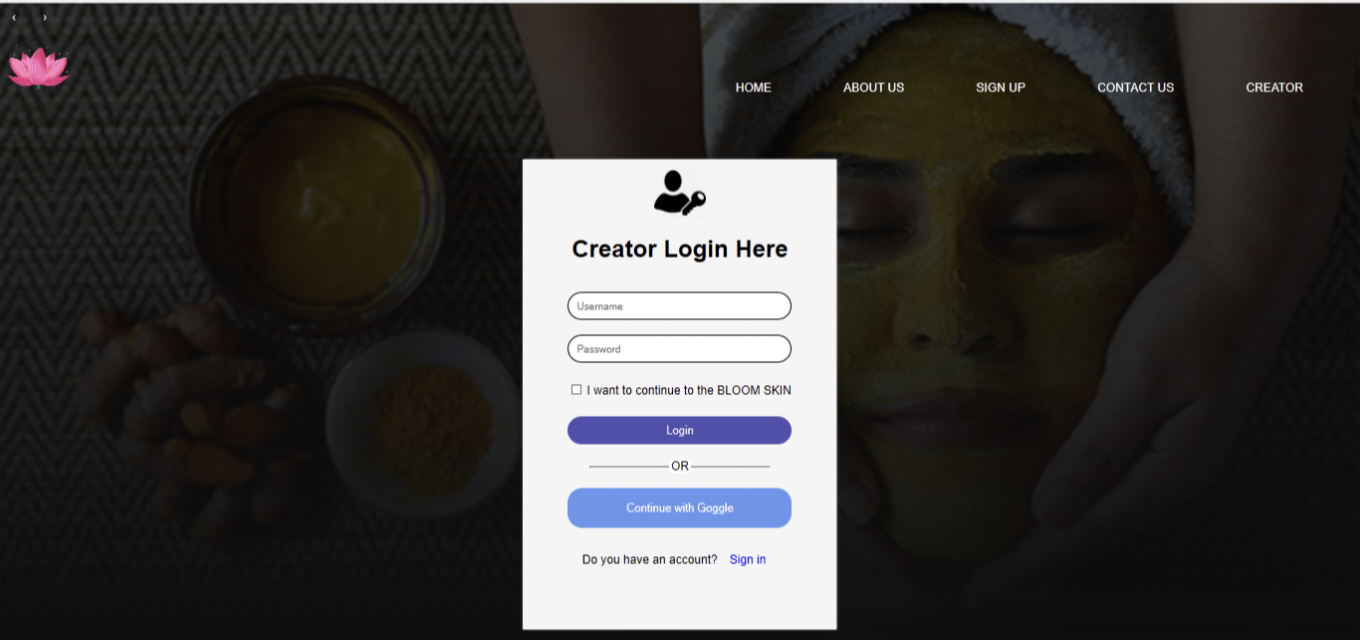 ‹ ›
HOME ABOUT US SIGN UP CONTACT US CREATOR
Creator Login Here
Username
Password
I want to continue to the BLOOM SKIN
Login
OR
Continue with Goggle
Do you have an account? Sign in